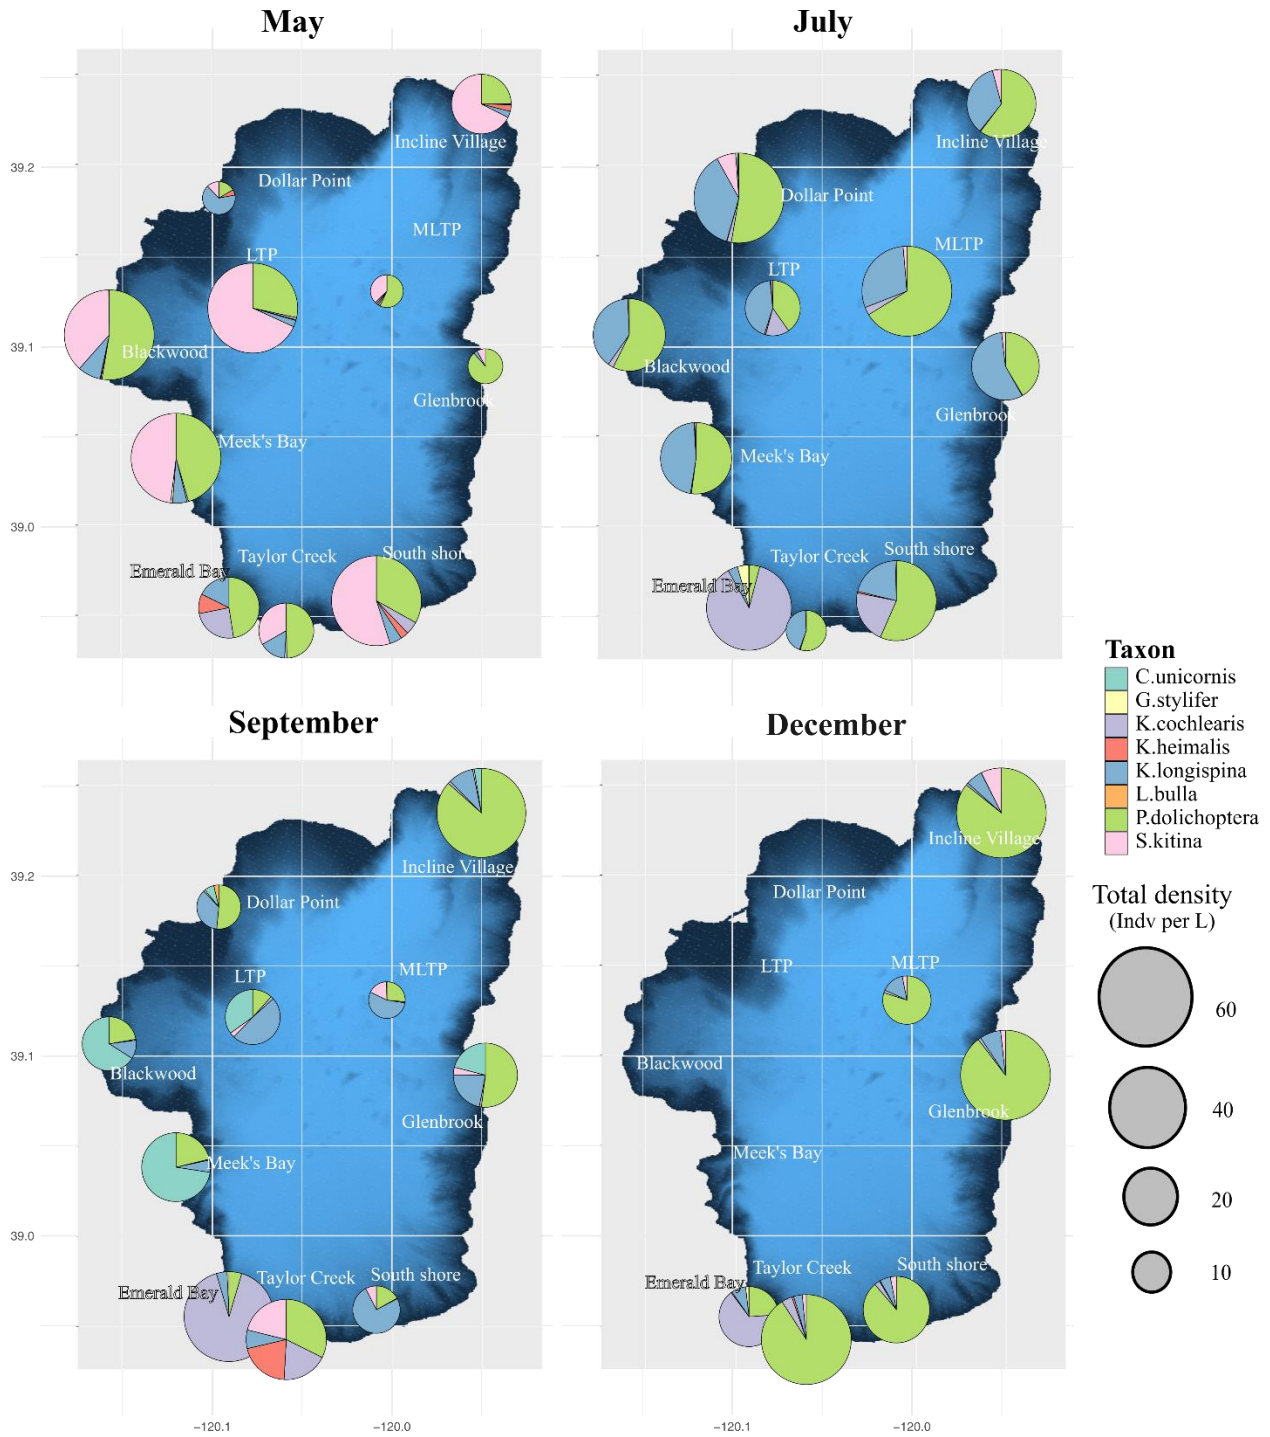 May
July
Incline Village
Dollar Point
MLTP
LTP
Blackwood
Glenbrook
Meek's Bay
Taylor Creek
South shore
Emerald Bay
39.2
39.1
39.0
Incline Village
Dollar Point
MLTP
LTP
Blackwood
Glenbrook
Meek's Bay
Taylor Creek
South shore
Emerald Bay
September
December
Incline Village
Dollar Point
MLTP
LTP
Blackwood
Glenbrook
Meek's Bay
Taylor Creek
South shore
Emerald Bay
39.2
39.1
39.0
−120.1
−120.0
Incline Village
Dollar Point
MLTP
LTP
Blackwood
Glenbrook
Meek's Bay
Taylor Creek
South shore
Emerald Bay
−120.1
−120.0
Taxon
C.unicornis
G.stylifer
K.cochlearis
K.heimalis
K.longispina
L.bulla
P.dolichoptera
S.kitina
Total density
(Indv per L)
60
40
20
10